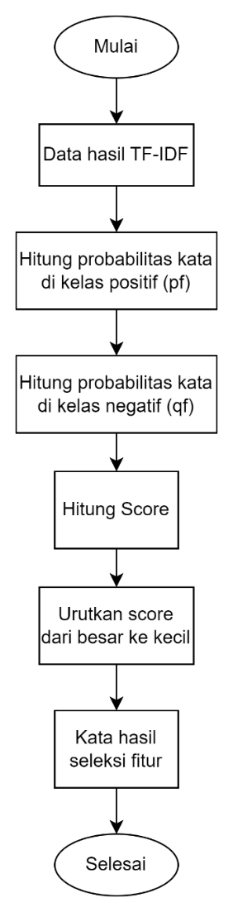 Mulai
Data hasil TF-IDF
Hitung probabilitas kata
di kelas positif (pf)
Hitung probabilitas kata
di kelas negatif (qf)
Hitung Score
Urutkan score
dari besar ke kecil
Kata hasil
seleksi fitur
Selesai